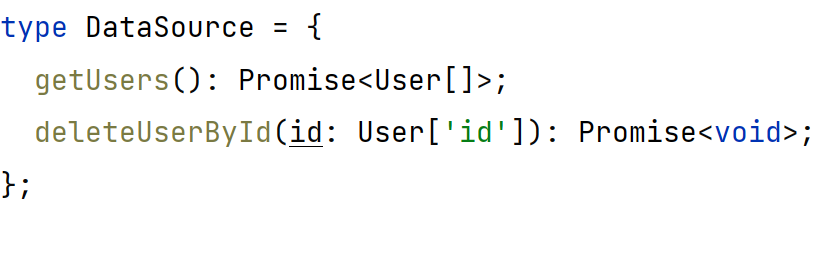 type DataSource = {
  getUsers(): Promise<User[]>;
  deleteUserById(id: User['id']): Promise<void>;
};